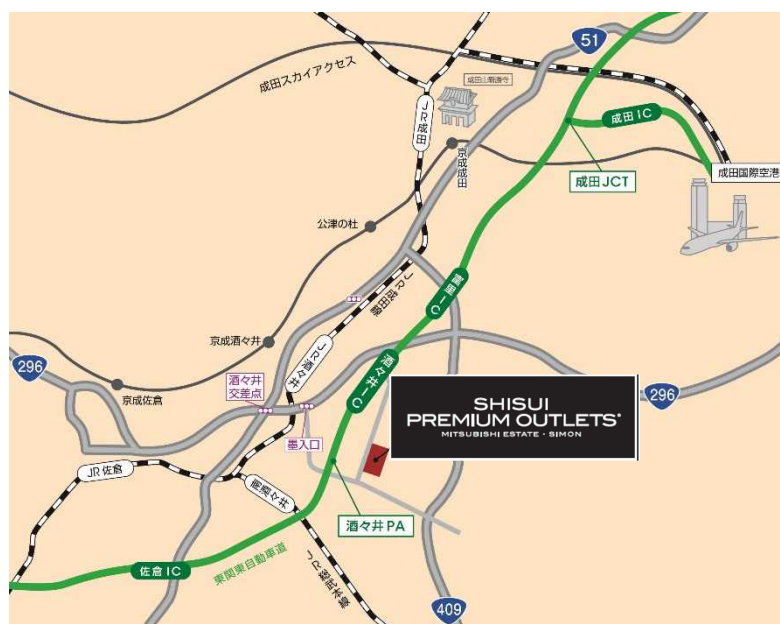 51
成田スカイアクセス
成田山新勝寺
JR成田
成田IC
京成成田
成田国際空港
成田JCT
公津の杜
JR成田線
富里IC
京成酒々井
JR酒々井
296
酒々井
交差点
酒々井IC
京成佐倉
296
SHISUI
PREMIUM OUTLETS®
MITSUBISHI ESTATE · SIMON
墨入口
JR佐倉
南酒々井
酒々井PA
佐倉IC
東関東自動車道
JR総武本線
409